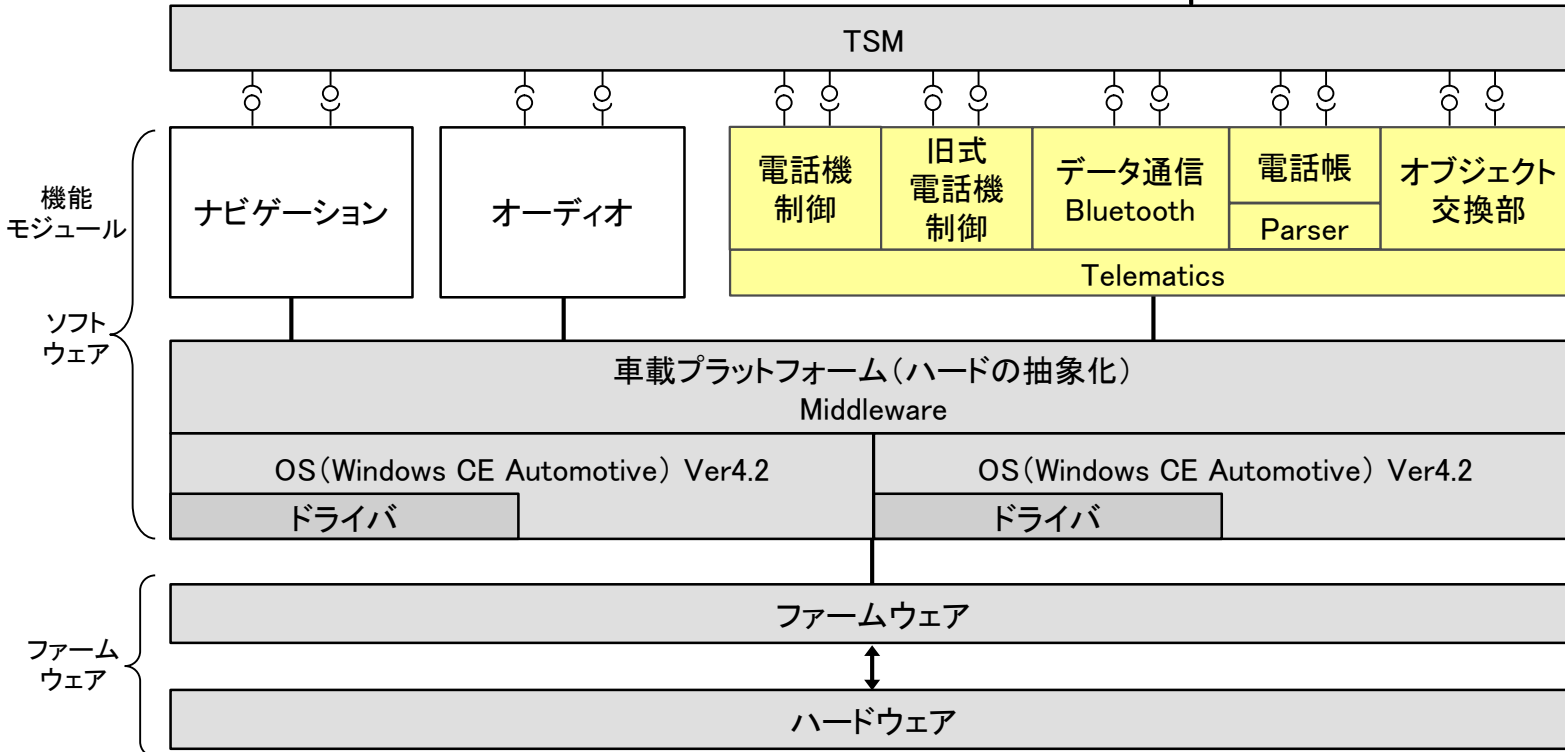 TSM
機能
モジュール
ソフト
ウェア
ナビゲーション
オーディオ
電話機
制御
旧式
電話機
制御
データ通信
Bluetooth
電話帳
Parser
オブジェクト
交換部
Telematics
車載プラットフォーム（ハードの抽象化）
Middleware
OS（Windows CE Automotive） Ver4.2
ドライバ
OS（Windows CE Automotive） Ver4.2
ドライバ
ファーム
ウェア
ファームウェア
ハードウェア